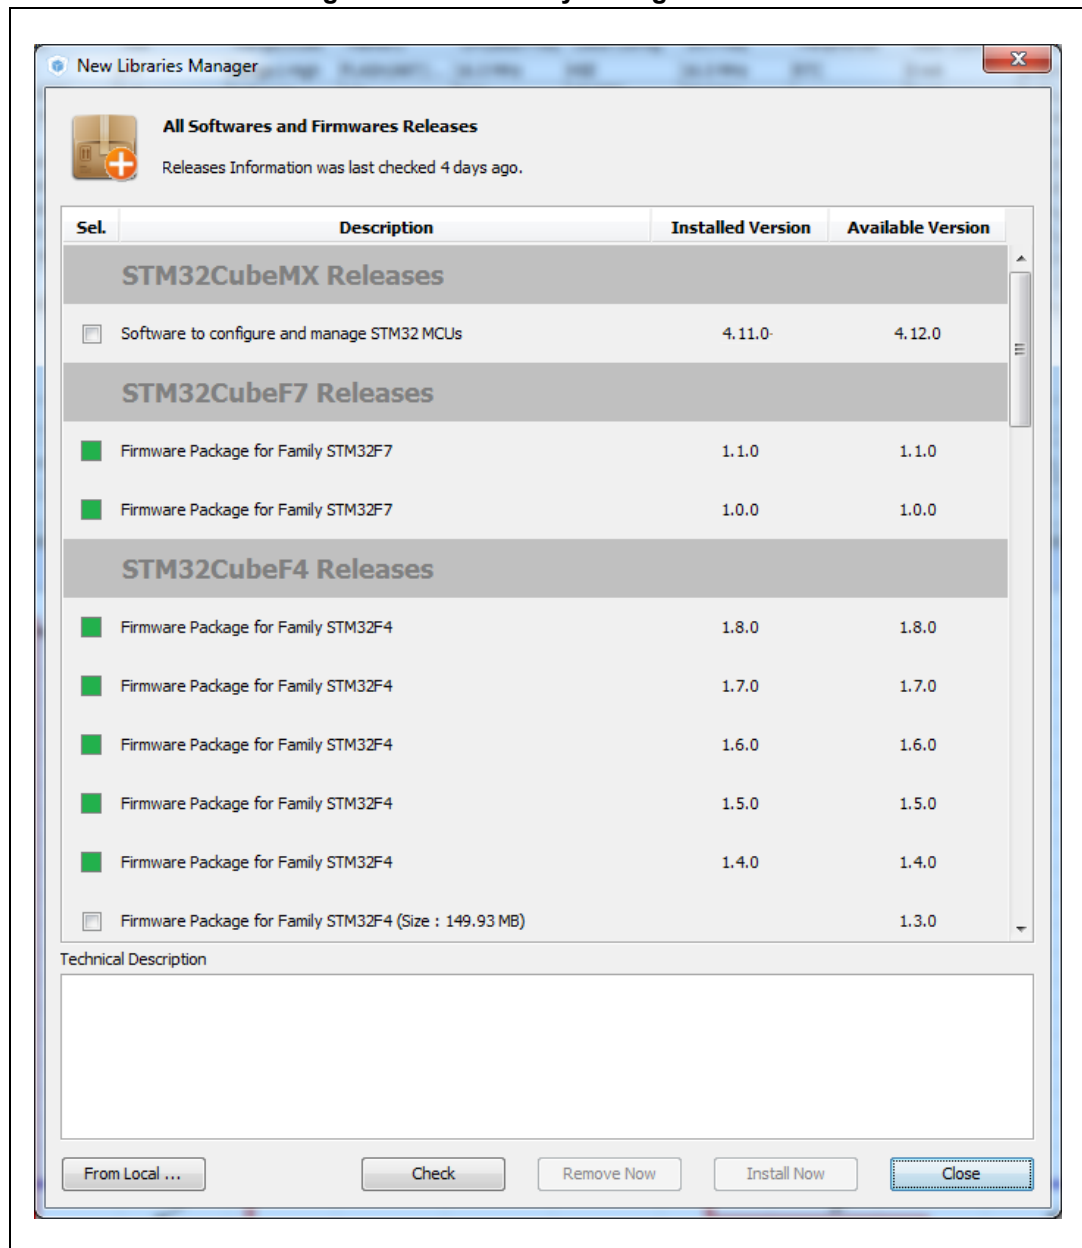 New Libraries Manager
All Softwares and Firmwares Releases
Releases Information was last checked 4 days ago.
Sel. Description Installed Version Available Version
STM32CubeMX Releases
Software to configure and manage STM32 MCUs 4.11.0 4.12.0
STM32CubeF7 Releases
Firmware Package for Family STM32F7 1.1.0 1.1.0
Firmware Package for Family STM32F7 1.0.0 1.0.0
STM32CubeF4 Releases
Firmware Package for Family STM32F4 1.8.0 1.8.0
Firmware Package for Family STM32F4 1.7.0 1.7.0
Firmware Package for Family STM32F4 1.6.0 1.6.0
Firmware Package for Family STM32F4 1.5.0 1.5.0
Firmware Package for Family STM32F4 1.4.0 1.4.0
Firmware Package for Family STM32F4 (Size : 149.93 MB) 1.3.0
Technical Description
From Local ... Check Remove Now Install Now Close